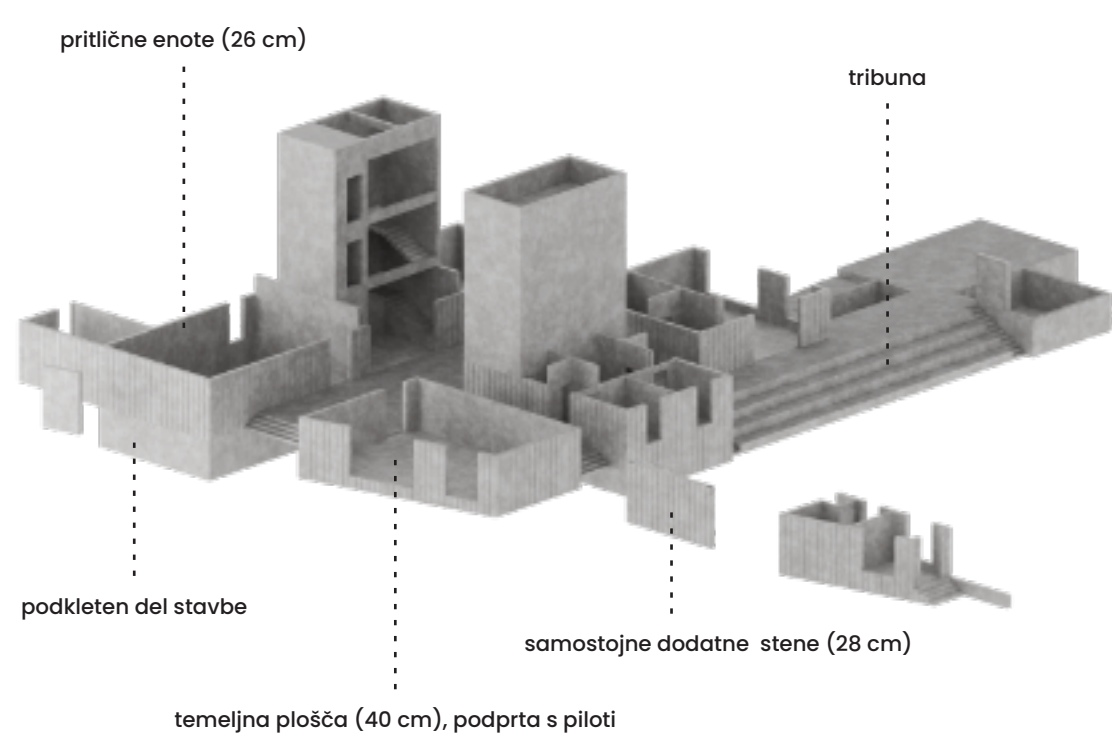 pritlične enote (26 cm)
tribuna
podkleten del stavbe
samostojne dodatne  stene (28 cm)
temeljna plošča (40 cm), podprta s piloti